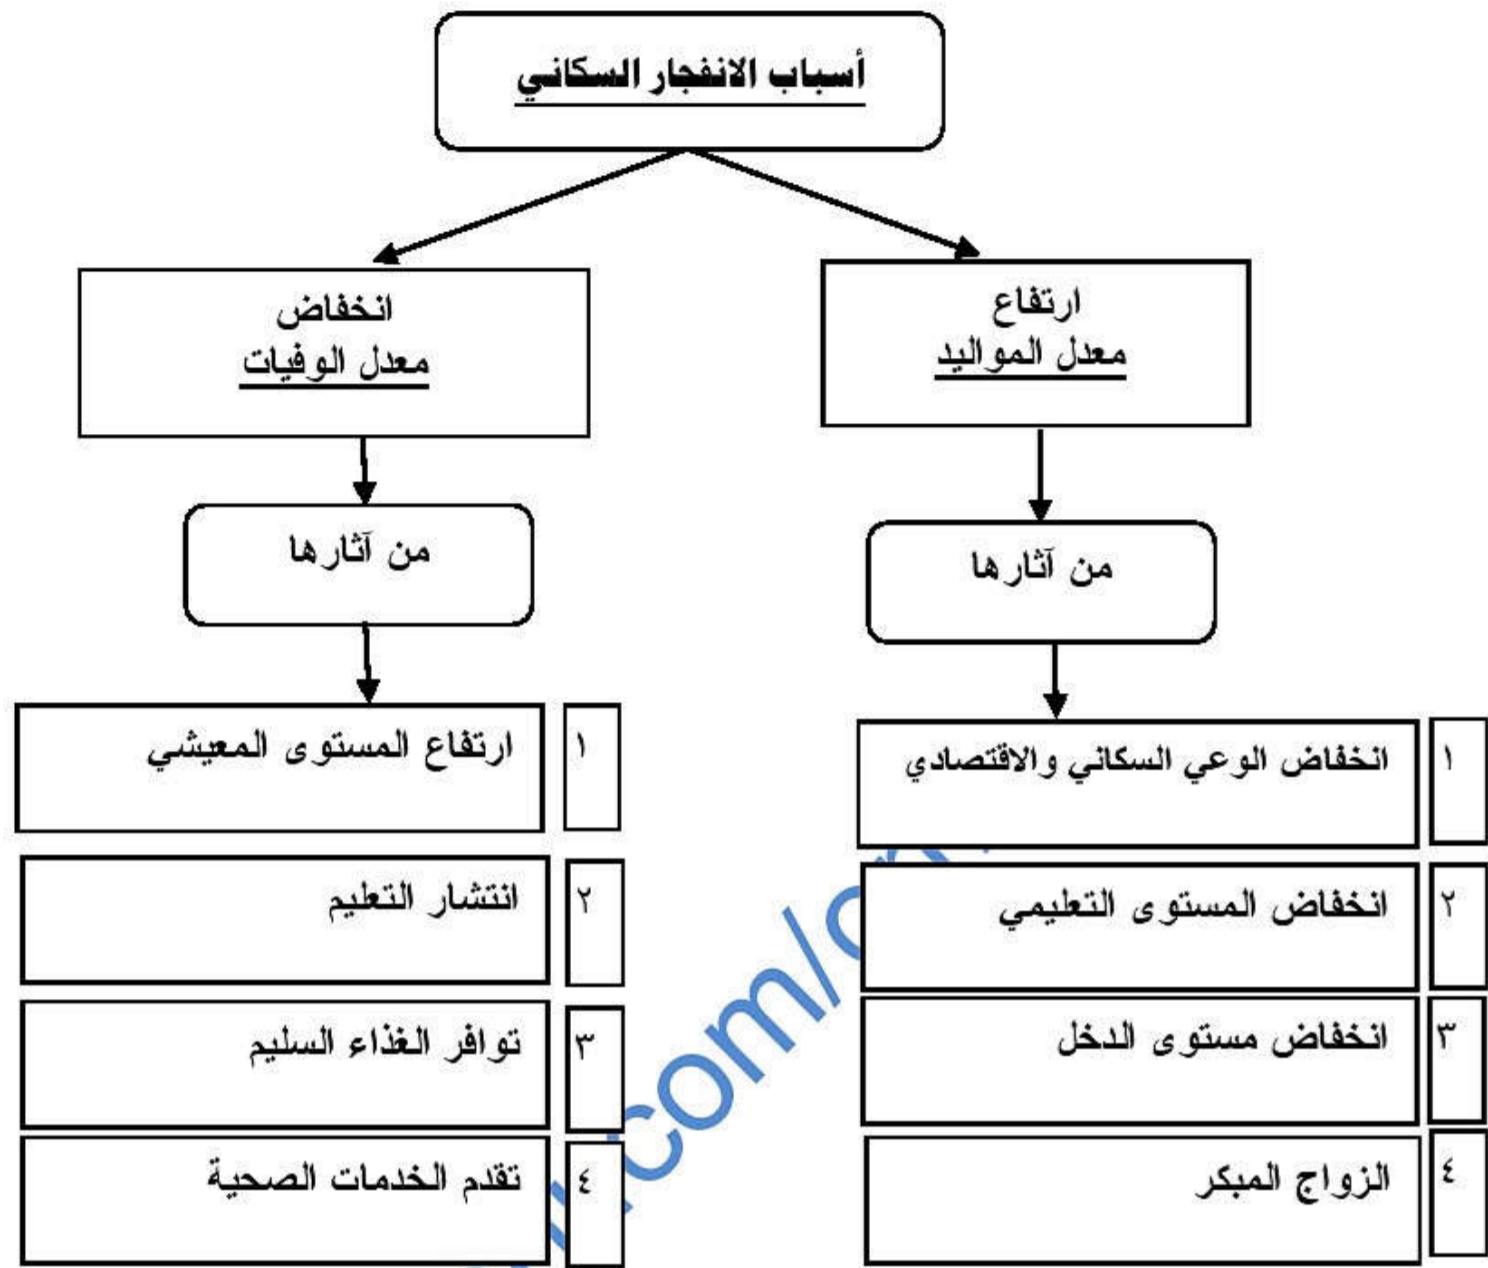 أسباب الانفجار السكاني
ارتفاع
معدل المواليد
من آثارها
١ انخفاض الوعي السكاني والاقتصادي
٢ انخفاض المستوى التعليمي
٣ انخفاض مستوى الدخل
٤ الزواج المبكر
انخفاض
معدل الوفيات
من آثارها
١ ارتفاع المستوى المعيشي
٢ انتشار التعليم
٣ توافر الغذاء السليم
٤ تقدم الخدمات الصحية
com/